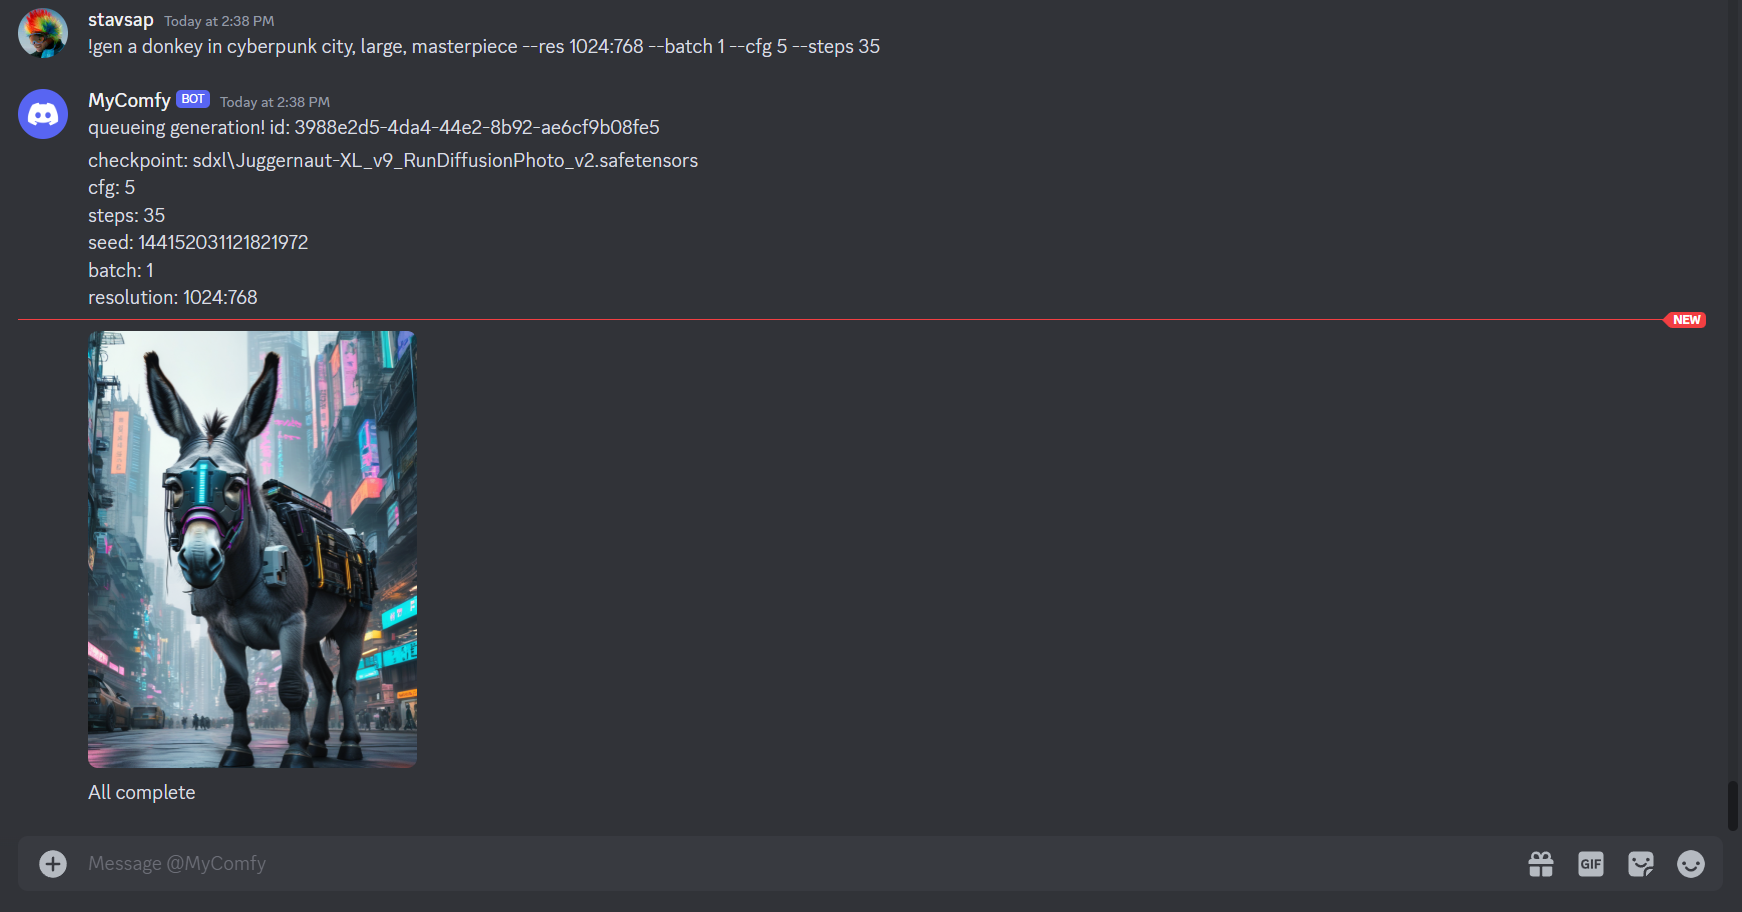 stavsap Today at 2:38 PM
!gen a donkey in cyberpunk city, large, masterpiece --res 1024:768 --batch 1 --cfg 5 --steps 35
MyComfy BOT Today at 2:38 PM
queueing generation! id: 3988e2d5-4da4-44e2-8b92-ae6cf9b08fe5
checkpoint: sdxl\Juggernaut-XL_v9_RunDiffusionPhoto_v2.safetensors
cfg: 5
steps: 35
seed: 144152031121821972
batch: 1
resolution: 1024:768
NEW
All complete
Message @MyComfy
GIF